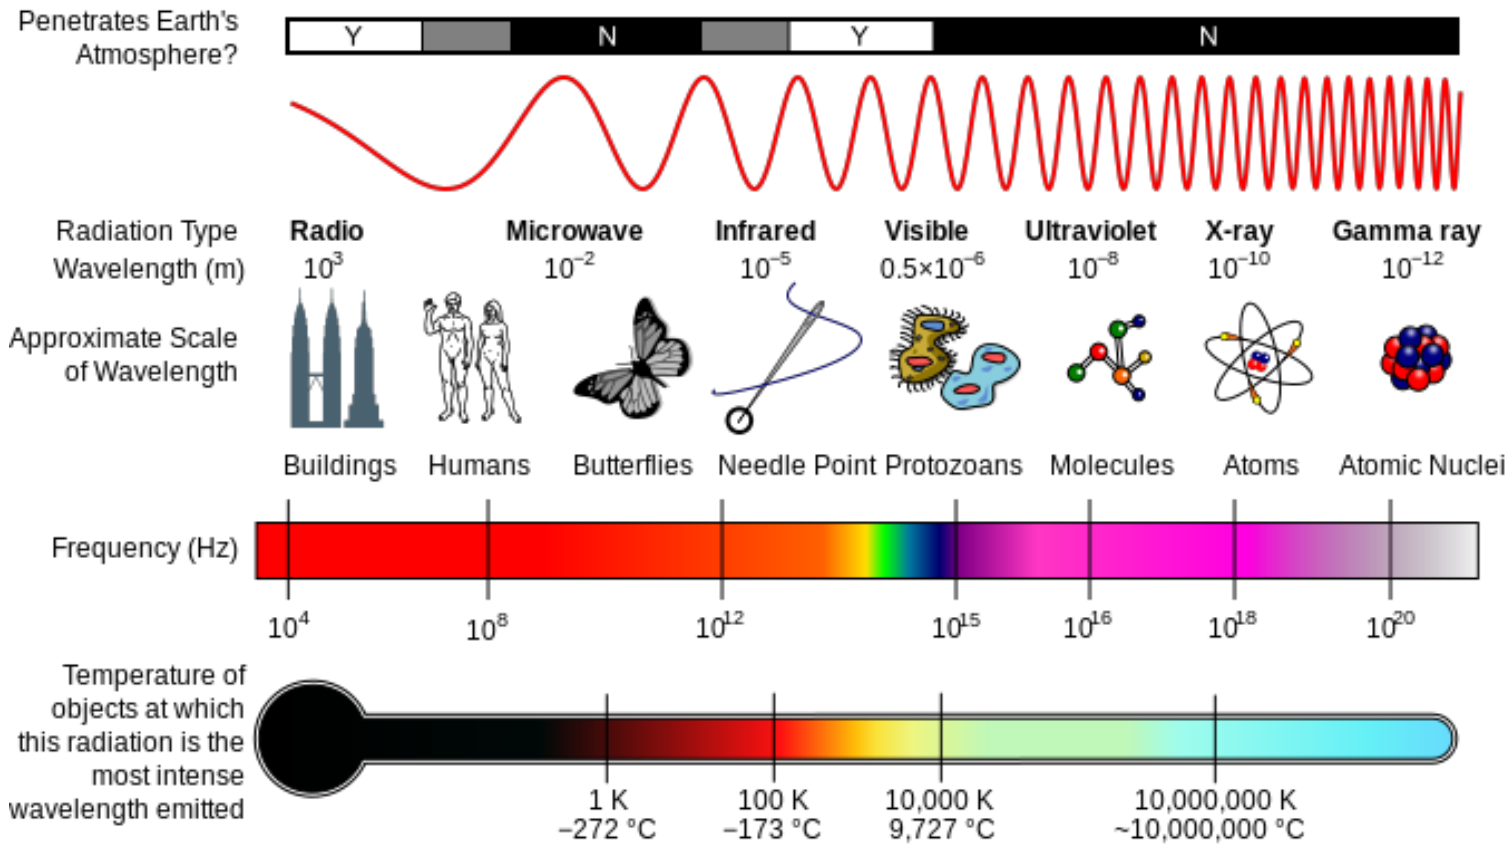 Penetrates Earth's
Atmosphere?
Y N Y N
Radiation Type Radio Microwave Infrared Visible Ultraviolet X-ray Gamma ray
Wavelength (m) 10³ 10⁻² 10⁻⁵ 0.5×10⁻⁶ 10⁻⁸ 10⁻¹⁰ 10⁻¹²
Approximate Scale
of Wavelength
Buildings Humans Butterflies Needle Point Protozoans Molecules Atoms Atomic Nuclei
Frequency (Hz)
10⁴ 10⁸ 10¹² 10¹⁵ 10¹⁶ 10¹⁸ 10²⁰
Temperature of
objects at which
this radiation is the
most intense
wavelength emitted
1 K 100 K 10,000 K 10,000,000 K
−272 °C −173 °C 9,727 °C ~10,000,000 °C